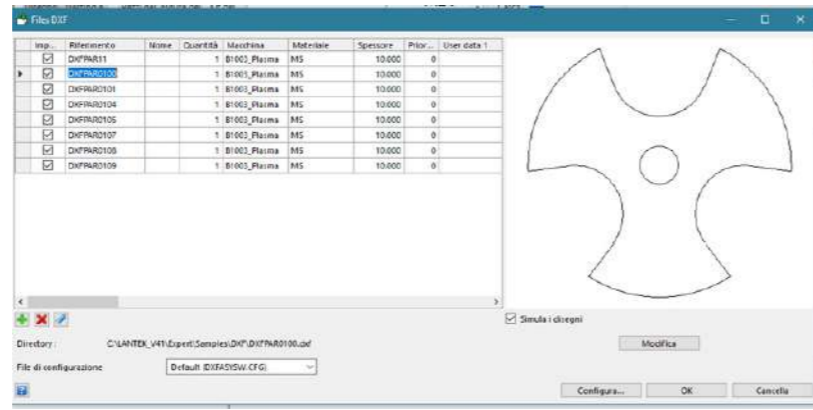 Files DXF
Imp... Riferimento Nome Quantità Macchina Materiale Spessore Prior... User data 1
DXFPAR11 1 B1003_Plasma MS 10.000 0
DXFPAR0100 1 B1003_Plasma MS 10.000 0
DXFPAR0101 1 B1003_Plasma MS 10.000 0
DXFPAR0104 1 B1003_Plasma MS 10.000 0
DXFPAR0105 1 B1003_Plasma MS 10.000 0
DXFPAR0107 1 B1003_Plasma MS 10.000 0
DXFPAR0108 1 B1003_Plasma MS 10.000 0
DXFPAR0109 1 B1003_Plasma MS 10.000 0
Simula i disegni
Directory: C:\LANTEK_V41\Expert\Samples\DXF\DXFPAR0100.dxf
Modifica
File di configurazione Default (DXFASYSW.CFG)
Configura... OK Cancella